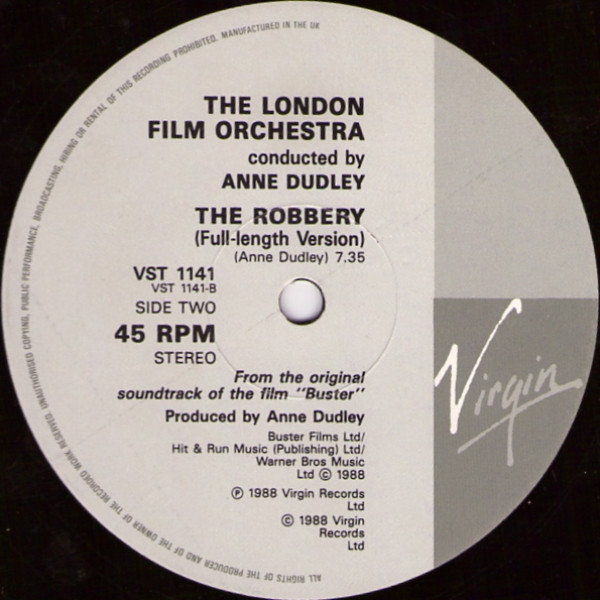 ALL RIGHTS OF THE PRODUCER AND OF THE OWNER OF THE RECORDED WORK RESERVED. UNAUTHORISED COPYING, PUBLIC PERFORMANCE, BROADCASTING, HIRING OR RENTAL OF THIS RECORDING PROHIBITED. MANUFACTURED IN THE UK
THE LONDON
FILM ORCHESTRA
conducted by
ANNE DUDLEY
THE ROBBERY
(Full-length Version)
(Anne Dudley) 7.35
VST 1141
VST 1141-B
SIDE TWO
45 RPM
STEREO
From the original
soundtrack of the film "Buster"
Produced by Anne Dudley
Buster Films Ltd/
Hit & Run Music (Publishing) Ltd/
Warner Bros Music
Ltd © 1988
℗ 1988 Virgin Records
Ltd
© 1988 Virgin
Records
Ltd
Virgin